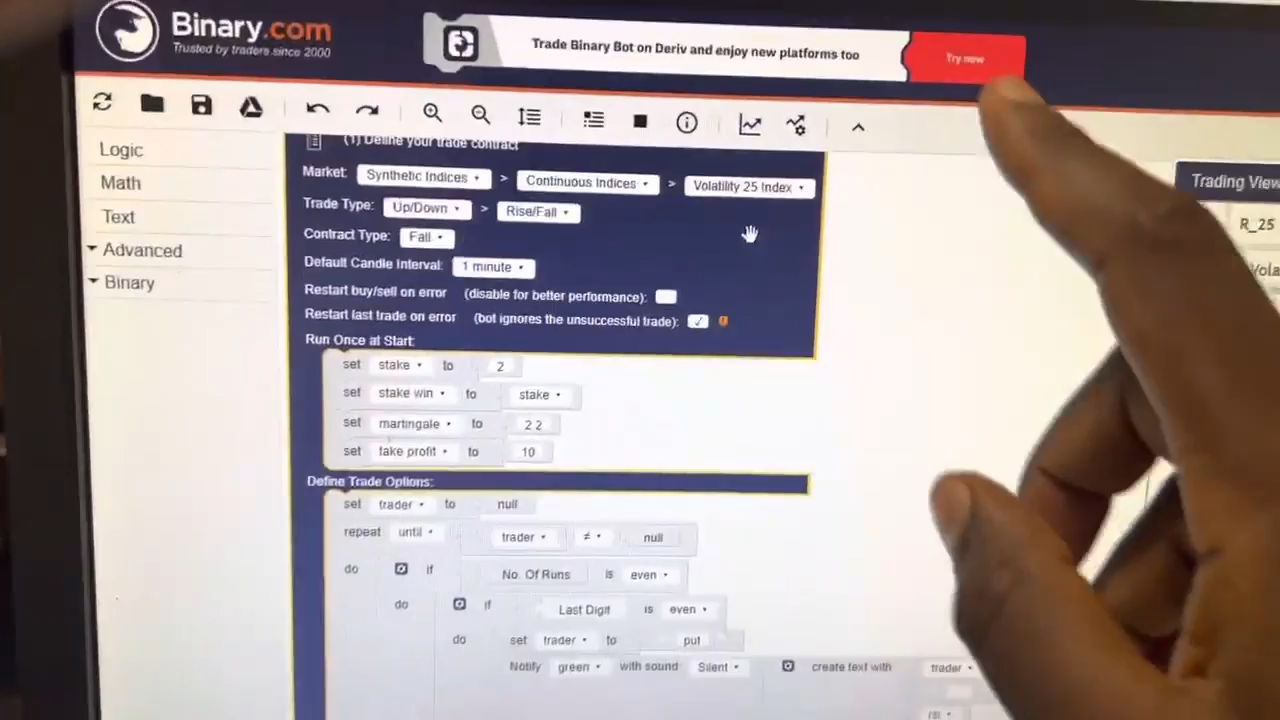 Binary.com
Trusted by traders since 2000
Trade Binary Bot on Deriv and enjoy new platforms too
Try now
Logic
Math
Text
Advanced
Binary
(1) Define your trade contract
Market: Synthetic Indices > Continuous Indices > Volatility 25 Index
Trade Type: Up/Down > Rise/Fall
Contract Type: Fall
Default Candle Interval: 1 minute
Restart buy/sell on error (disable for better performance):
Restart last trade on error (bot ignores the unsuccessful trade): ✓
Run Once at Start:
set stake to 2
set stake win to stake
set martingale to 2.2
set take profit to 10
Define Trade Options:
set trader to null
repeat until trader ≠ null
do if No. Of Runs is even
do if Last Digit is even
do set trader to put
Notify green with sound: Silent create text with trader
Trading View
R_25